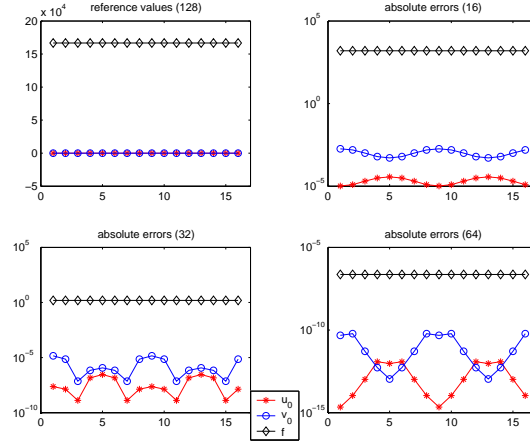 reference values (128)
absolute errors (16)
20 x 10^4
15
10
5
0
-5
0 5 10 15
10^5
10^0
10^-5
0 5 10 15
absolute errors (32)
absolute errors (64)
10^5
10^0
10^-5
10^-10
0 5 10 15
10^-5
10^-10
10^-15
0 5 10 15
u_0
v_0
f